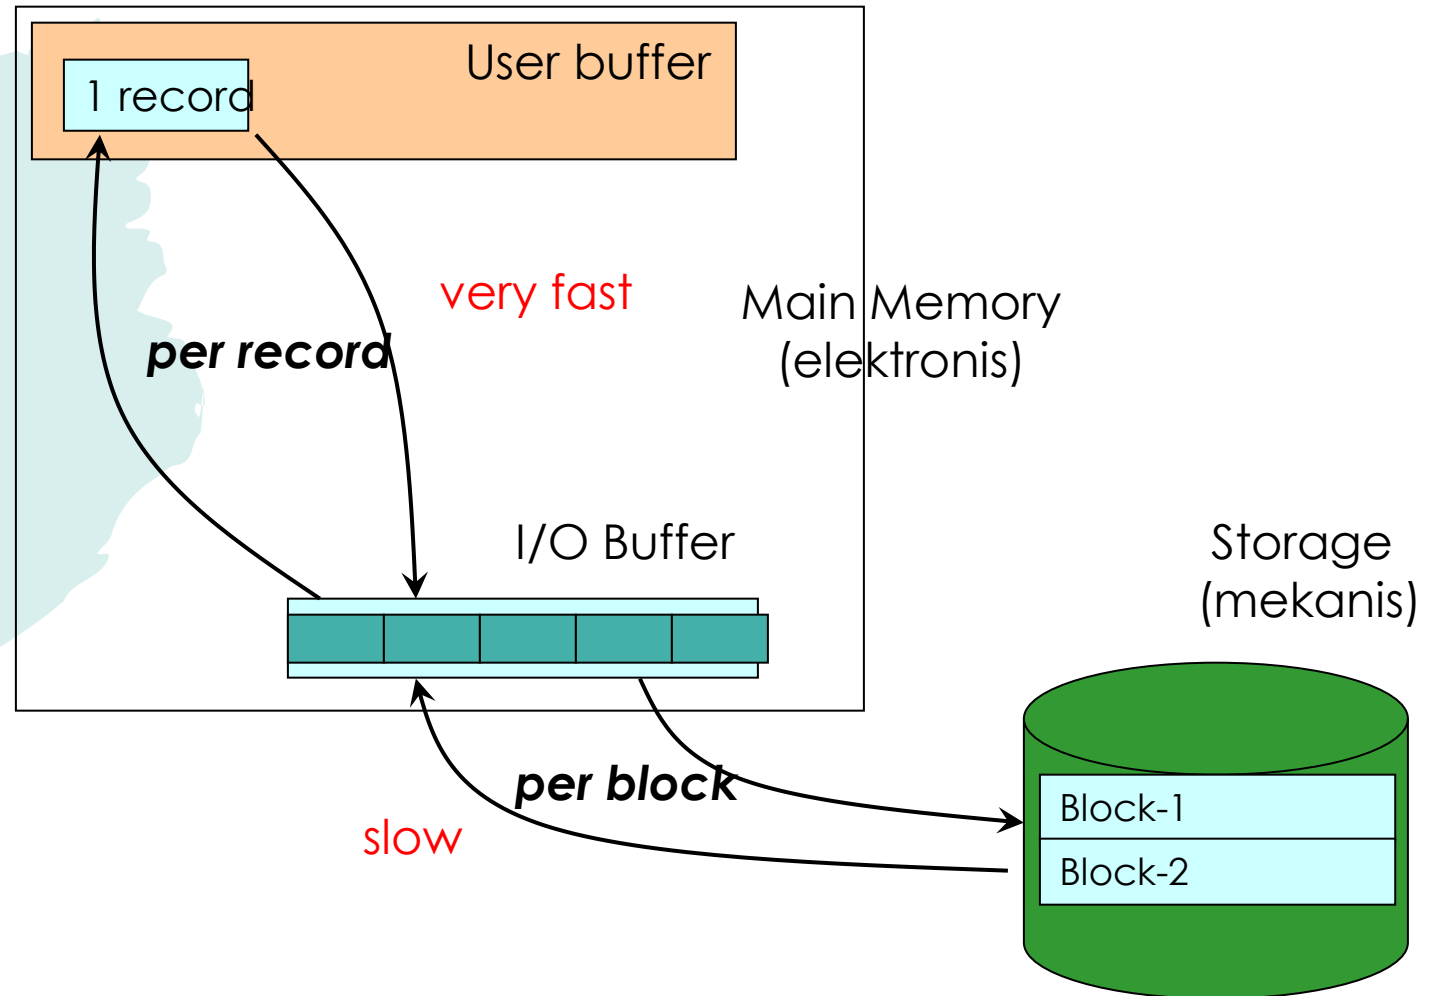 User buffer
1 record
very fast
Main Memory
(elektronis)
per record
I/O Buffer
Storage
(mekanis)
per block
slow
Block-1
Block-2